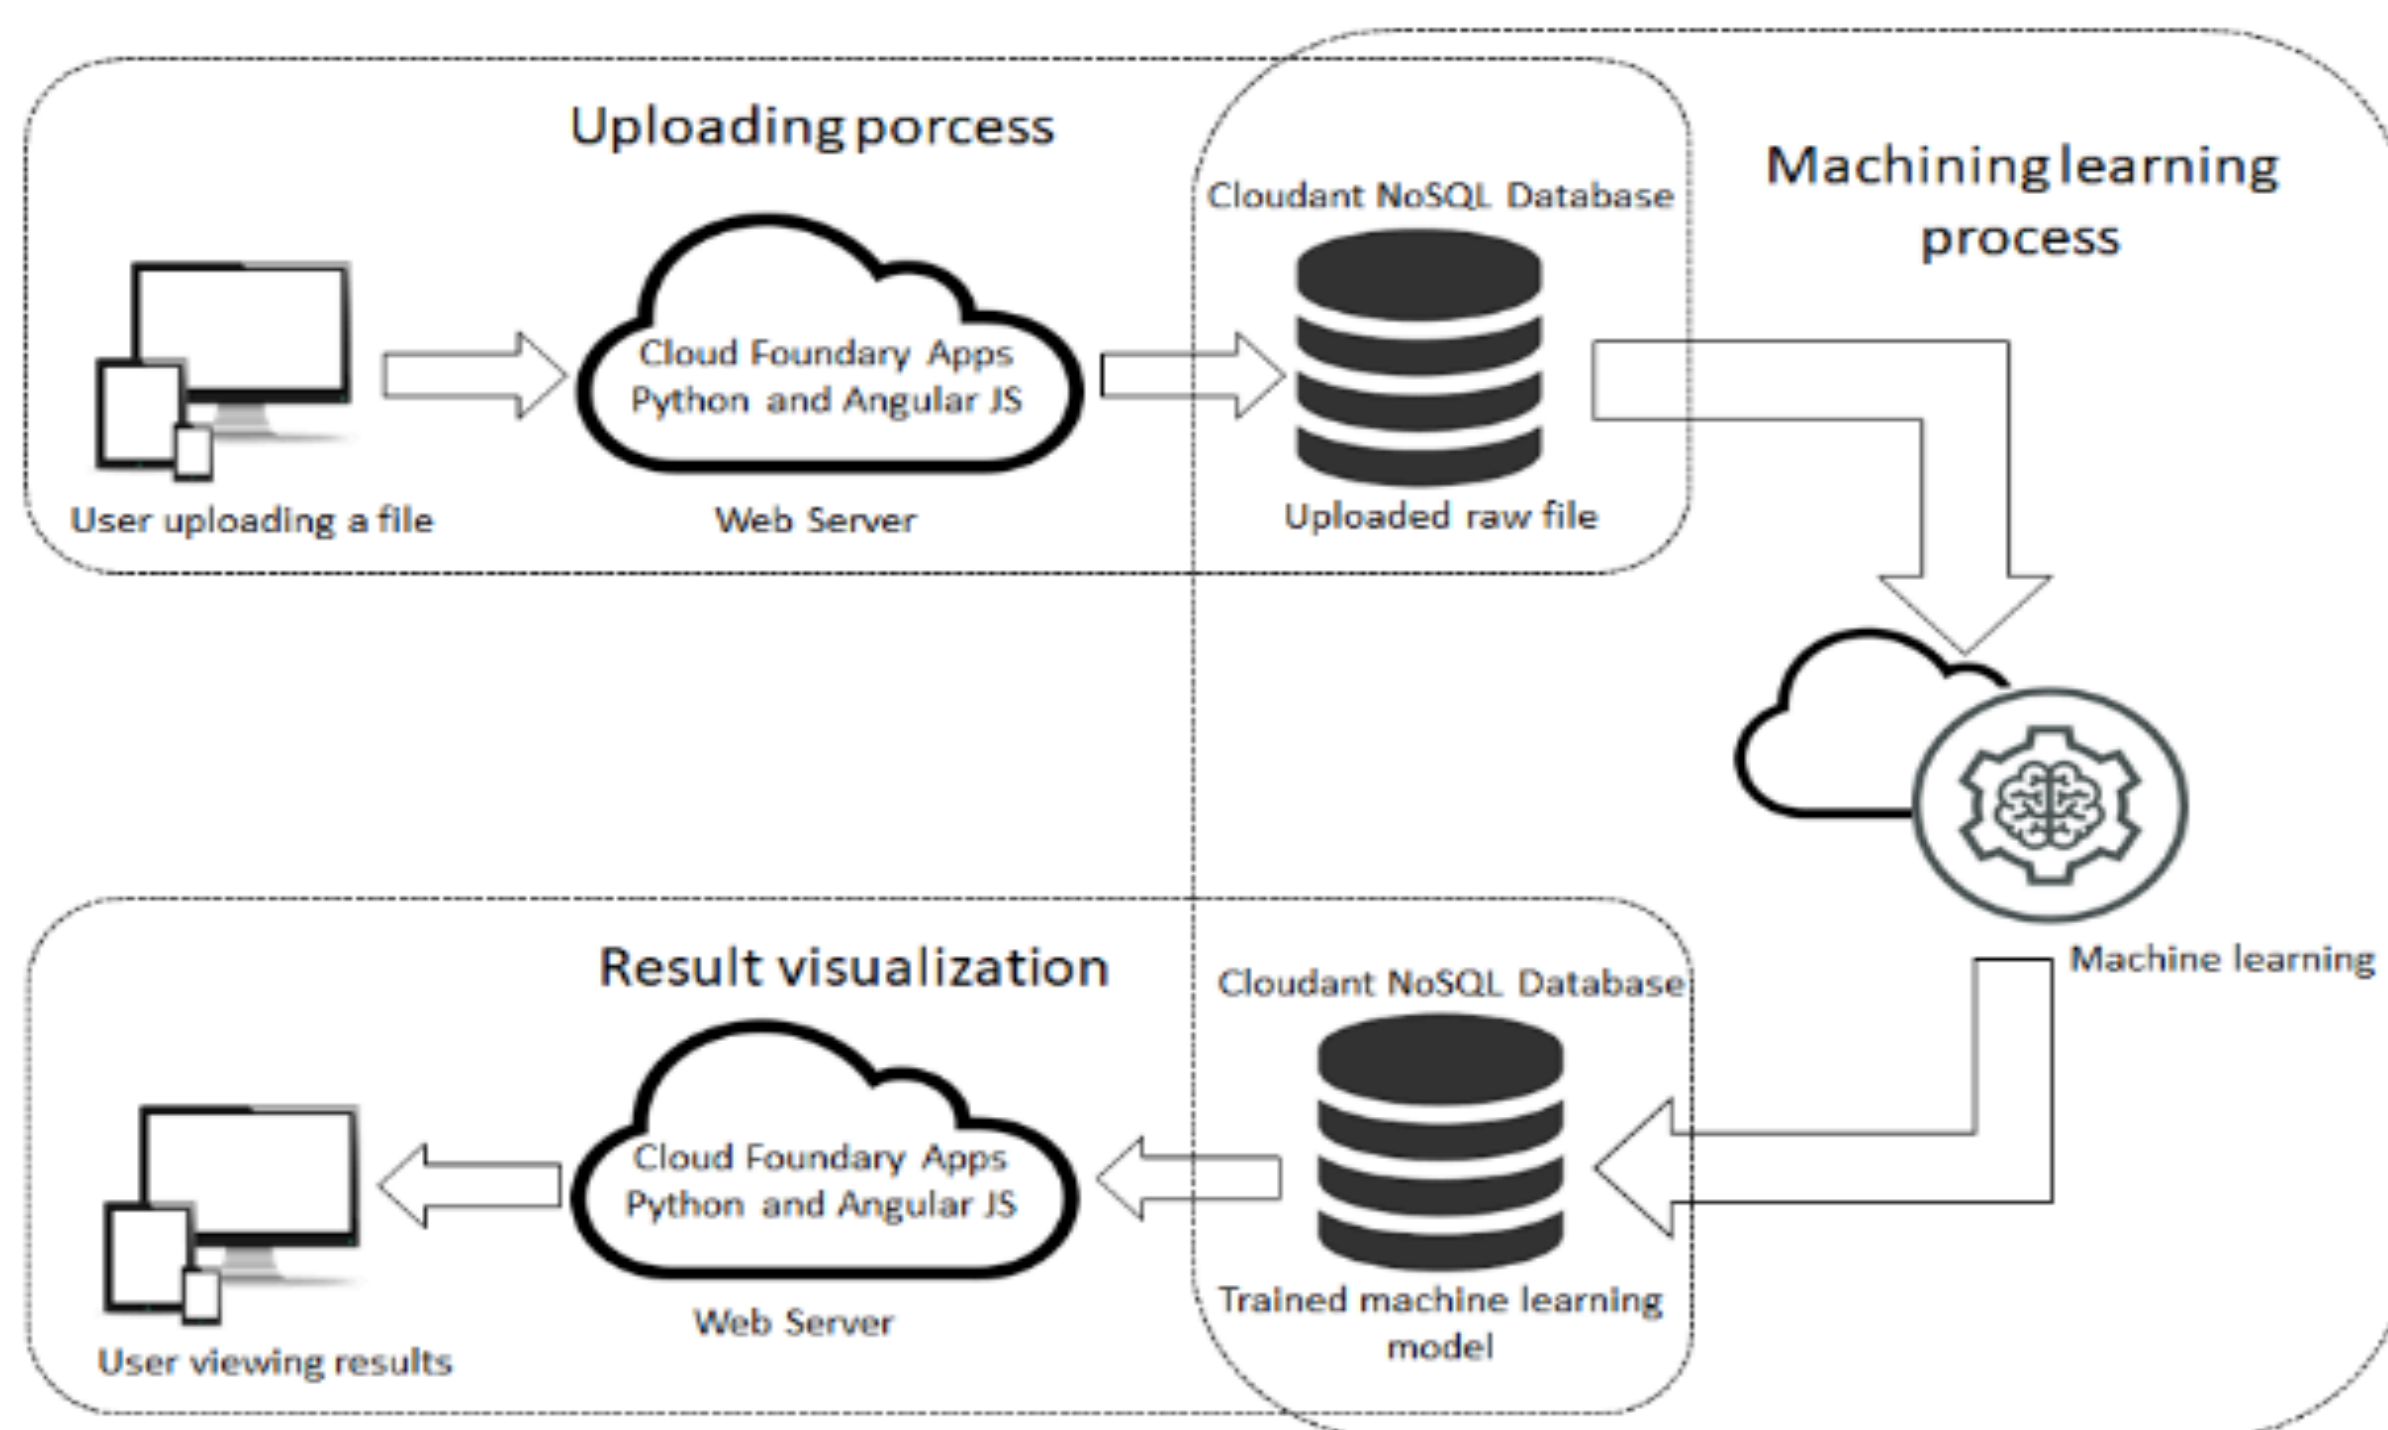 Uploading porcess
Machining learning
process
Cloudant NoSQL Database
Cloud Foundary Apps
Python and Angular JS
User uploading a file
Web Server
Uploaded raw file
Machine learning
Result visualization
Cloudant NoSQL Database
Cloud Foundary Apps
Python and Angular JS
Trained machine learning
model
Web Server
User viewing results